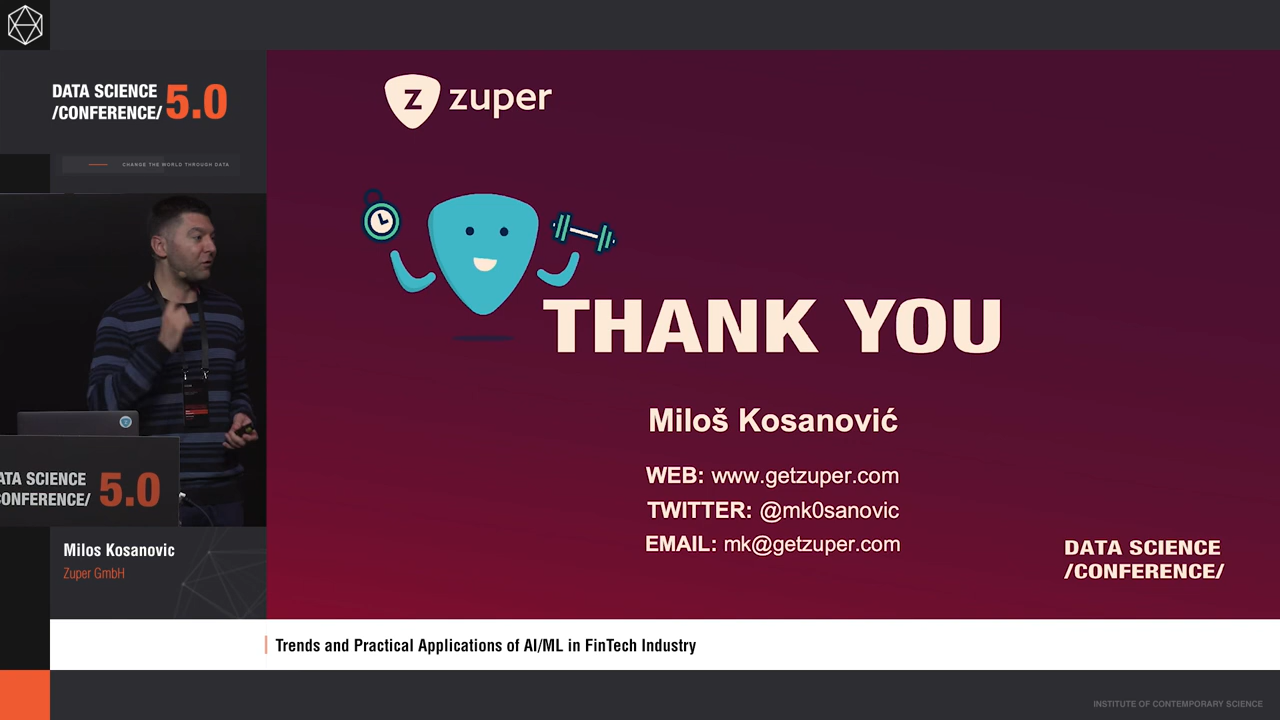 DATA SCIENCE
/CONFERENCE/ 5.0
CHANGE THE WORLD THROUGH DATA
z zuper
THANK YOU
Miloš Kosanović
WEB: www.getzuper.com
TWITTER: @mk0sanovic
EMAIL: mk@getzuper.com
DATA SCIENCE
/CONFERENCE/
ATA SCIENCE
CONFERENCE/ 5.0
Milos Kosanovic
Zuper GmbH
Trends and Practical Applications of AI/ML in FinTech Industry
INSTITUTE OF CONTEMPORARY SCIENCE